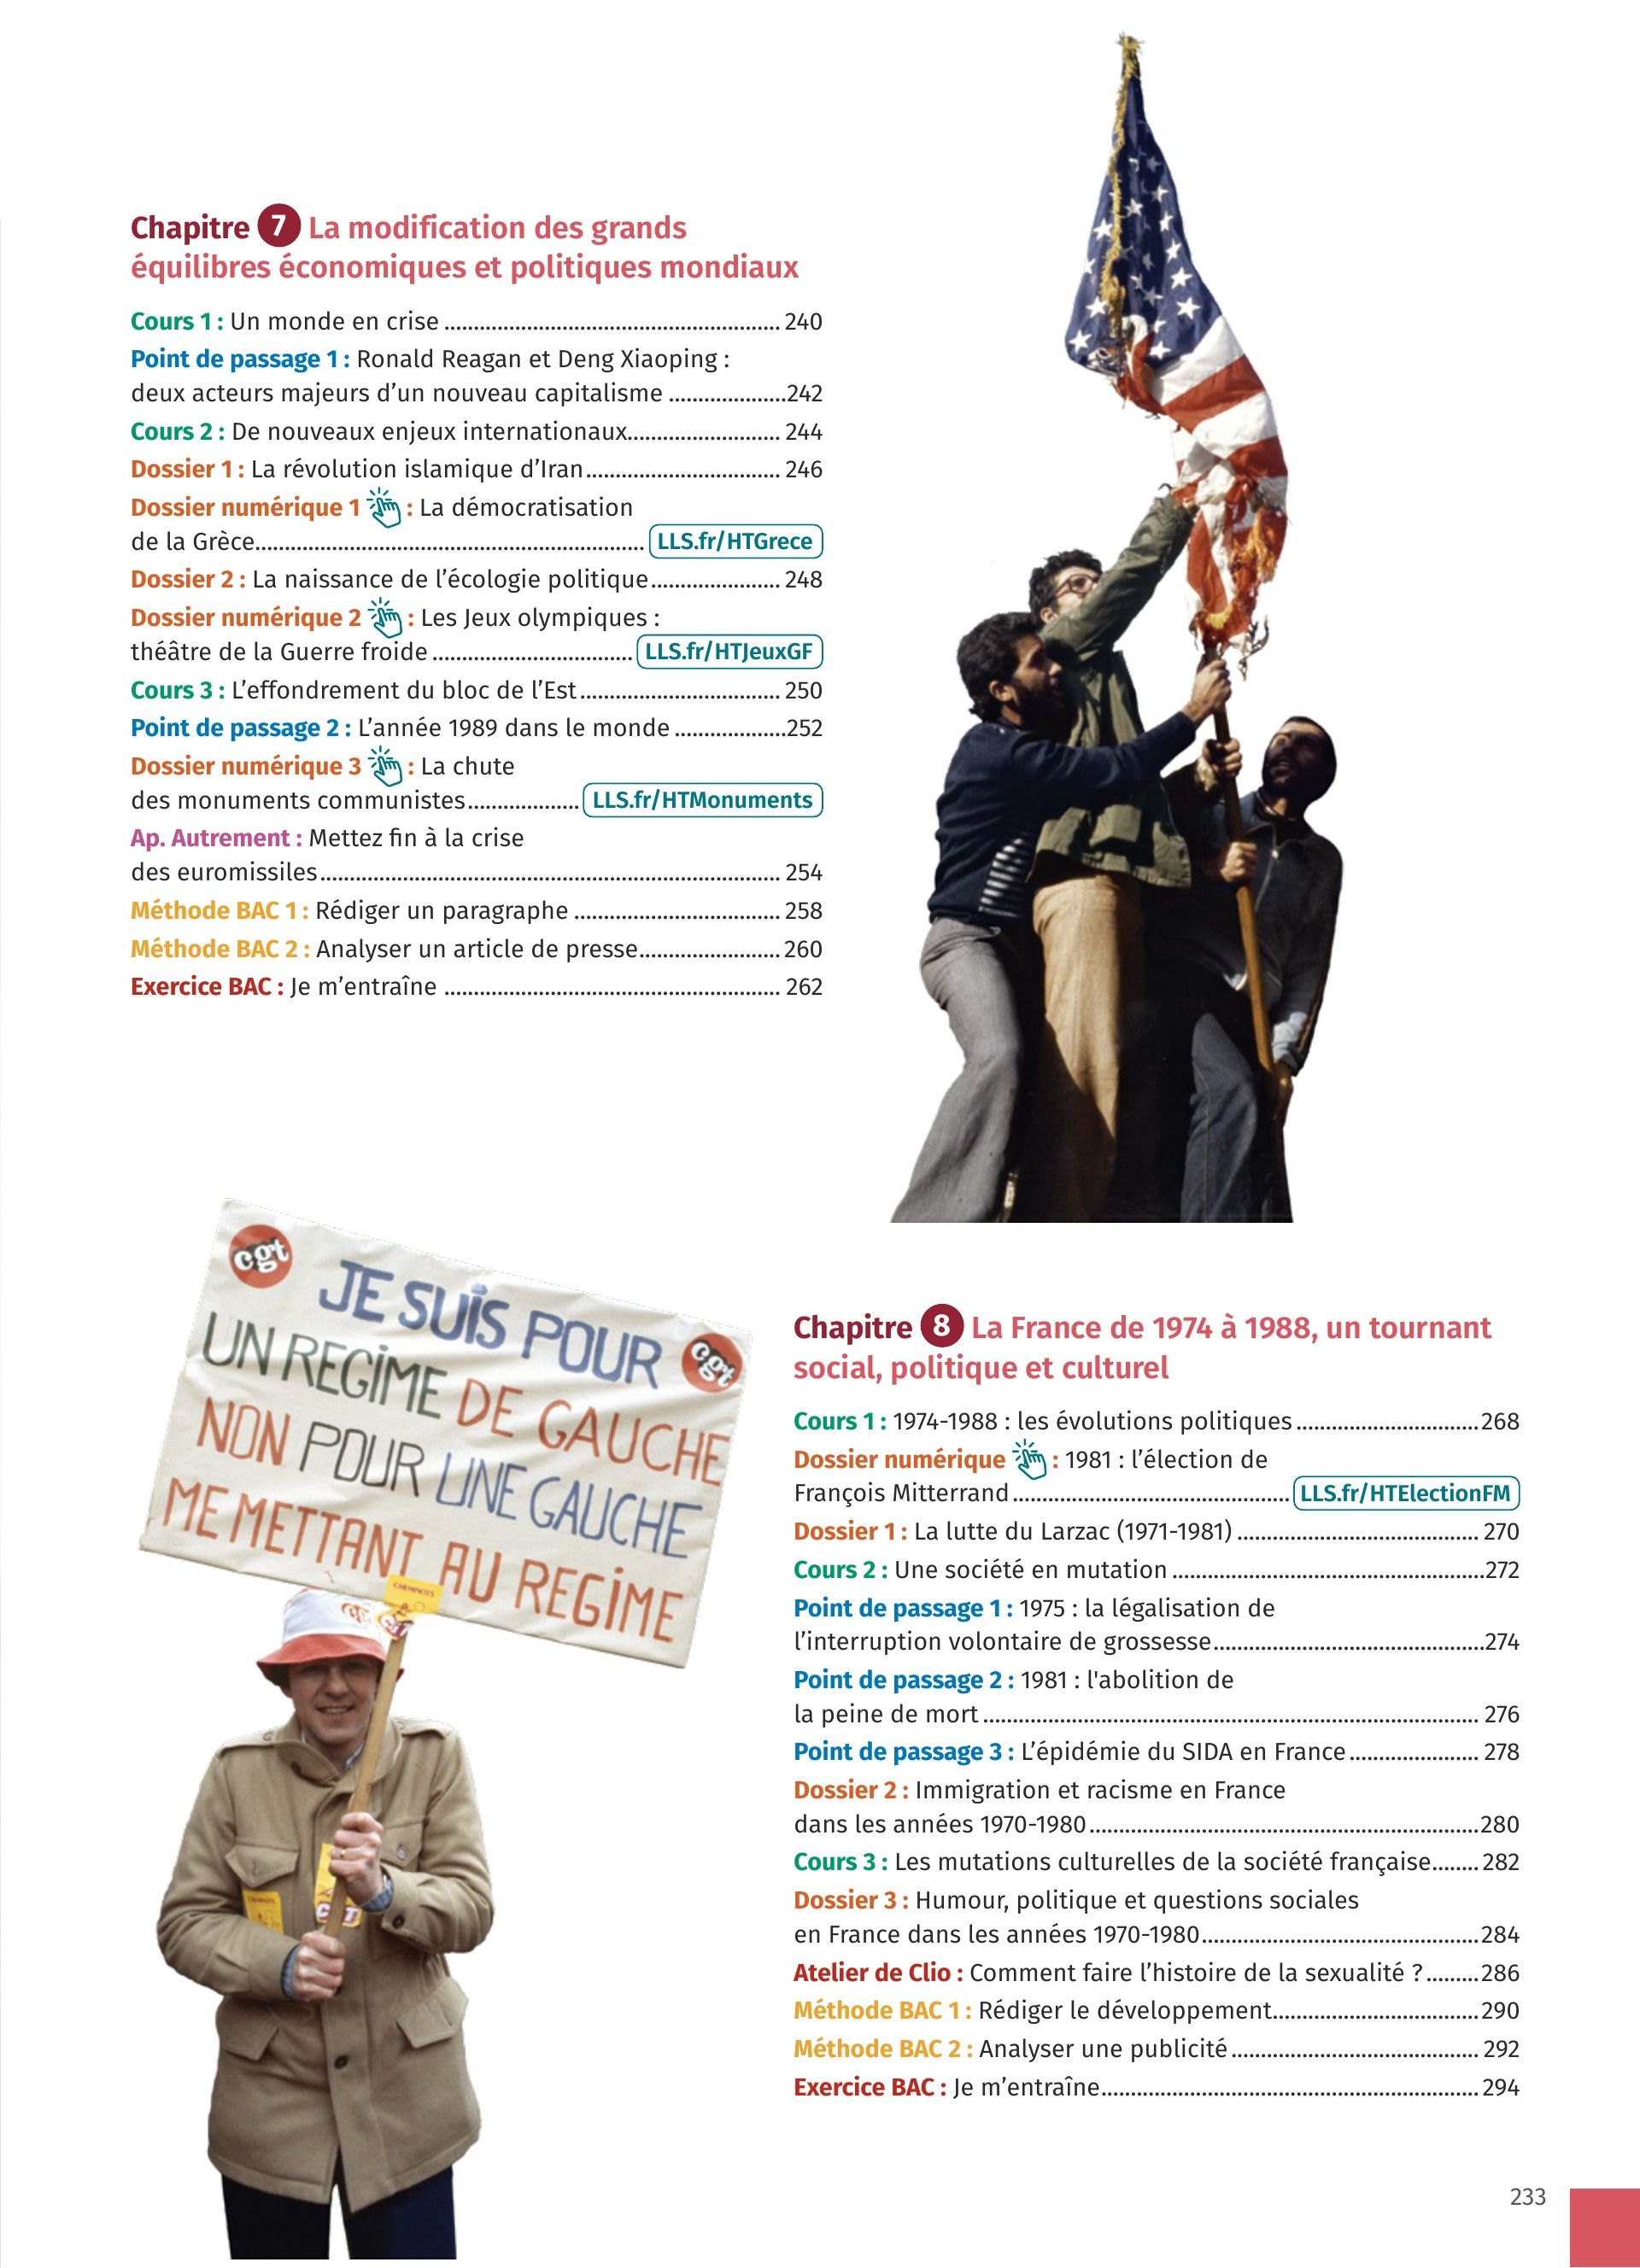 Chapitre 7 La modification des grands
équilibres économiques et politiques mondiaux
Cours 1 : Un monde en crise ........ 240
Point de passage 1 : Ronald Reagan et Deng Xiaoping :
deux acteurs majeurs d’un nouveau capitalisme ........ 242
Cours 2 : De nouveaux enjeux internationaux ........ 244
Dossier 1 : La révolution islamique d’Iran ........ 246
Dossier numérique 1 : La démocratisation
de la Grèce ........ LLS.fr/HTGrece
Dossier 2 : La naissance de l’écologie politique ........ 248
Dossier numérique 2 : Les Jeux olympiques :
théâtre de la Guerre froide ........ LLS.fr/HTJeuxGF
Cours 3 : L’effondrement du bloc de l’Est ........ 250
Point de passage 2 : L’année 1989 dans le monde ........ 252
Dossier numérique 3 : La chute
des monuments communistes ........ LLS.fr/HTMonuments
Ap. Autrement : Mettez fin à la crise
des euromissiles ........ 254
Méthode BAC 1 : Rédiger un paragraphe ........ 258
Méthode BAC 2 : Analyser un article de presse ........ 260
Exercice BAC : Je m’entraîne ........ 262
cgt
JE SUIS POUR
cgt
UN REGIME DE GAUCHE
NON POUR UNE GAUCHE
ME METTANT AU REGIME
CHEMINOTS
CGT
Chapitre 8 La France de 1974 à 1988, un tournant
social, politique et culturel
Cours 1 : 1974-1988 : les évolutions politiques ........ 268
Dossier numérique : 1981 : l’élection de
François Mitterrand ........ LLS.fr/HTElectionFM
Dossier 1 : La lutte du Larzac (1971-1981) ........ 270
Cours 2 : Une société en mutation ........ 272
Point de passage 1 : 1975 : la légalisation de
l’interruption volontaire de grossesse ........ 274
Point de passage 2 : 1981 : l'abolition de
la peine de mort ........ 276
Point de passage 3 : L’épidémie du SIDA en France ........ 278
Dossier 2 : Immigration et racisme en France
dans les années 1970-1980 ........ 280
Cours 3 : Les mutations culturelles de la société française ........ 282
Dossier 3 : Humour, politique et questions sociales
en France dans les années 1970-1980 ........ 284
Atelier de Clio : Comment faire l’histoire de la sexualité ? ........ 286
Méthode BAC 1 : Rédiger le développement ........ 290
Méthode BAC 2 : Analyser une publicité ........ 292
Exercice BAC : Je m’entraîne ........ 294
233